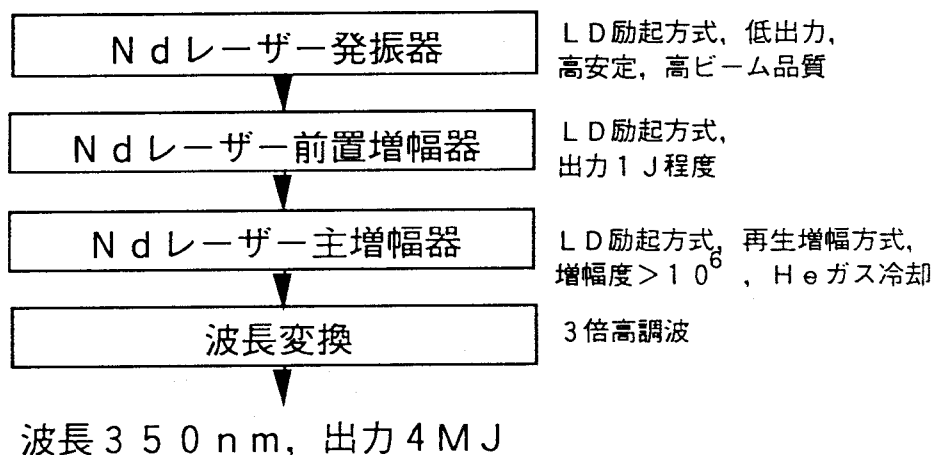 Ｎｄレーザー発振器
ＬＤ励起方式，低出力，
高安定，高ビーム品質
Ｎｄレーザー前置増幅器
ＬＤ励起方式，
出力１Ｊ程度
Ｎｄレーザー主増幅器
ＬＤ励起方式，再生増幅方式，
増幅度＞１０⁶，Ｈｅガス冷却
波長変換
３倍高調波
波長３５０ｎｍ，出力４ＭＪ